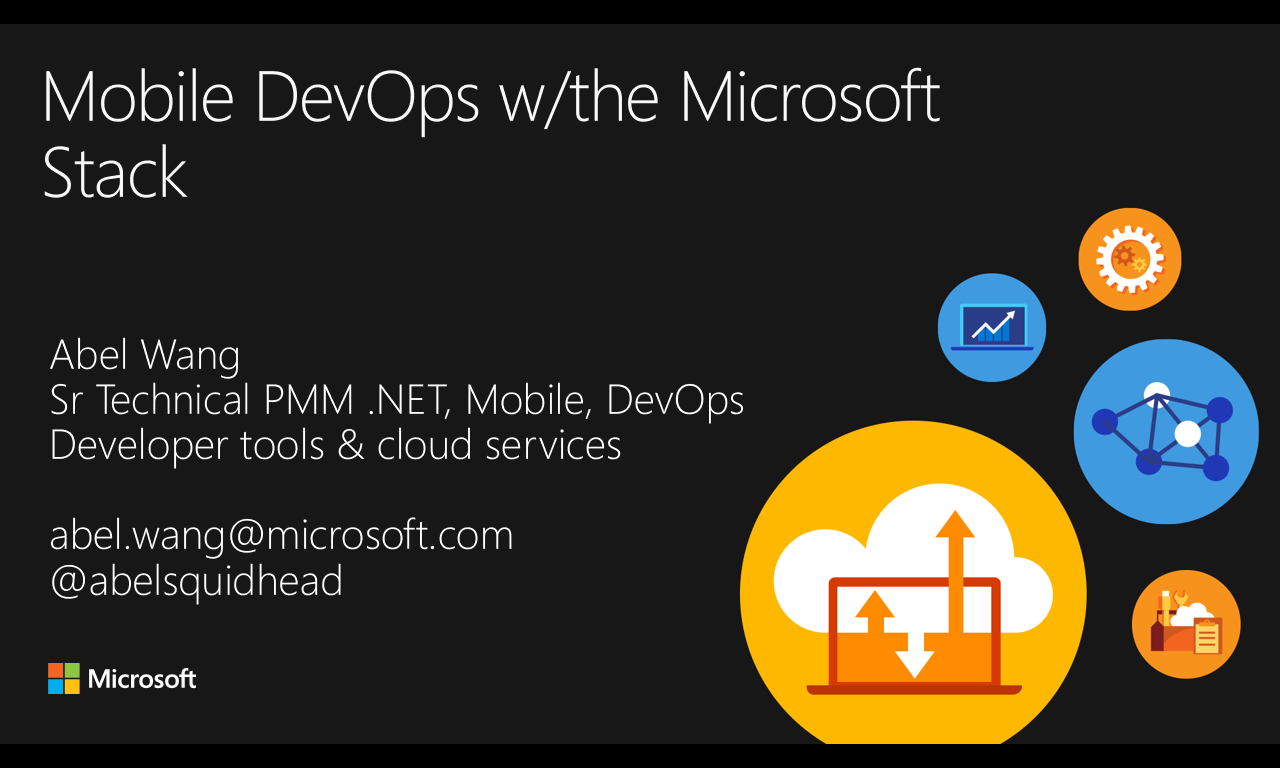 Mobile DevOps w/the Microsoft
Stack
Abel Wang
Sr Technical PMM .NET, Mobile, DevOps
Developer tools & cloud services
abel.wang@microsoft.com
@abelsquidhead
Microsoft